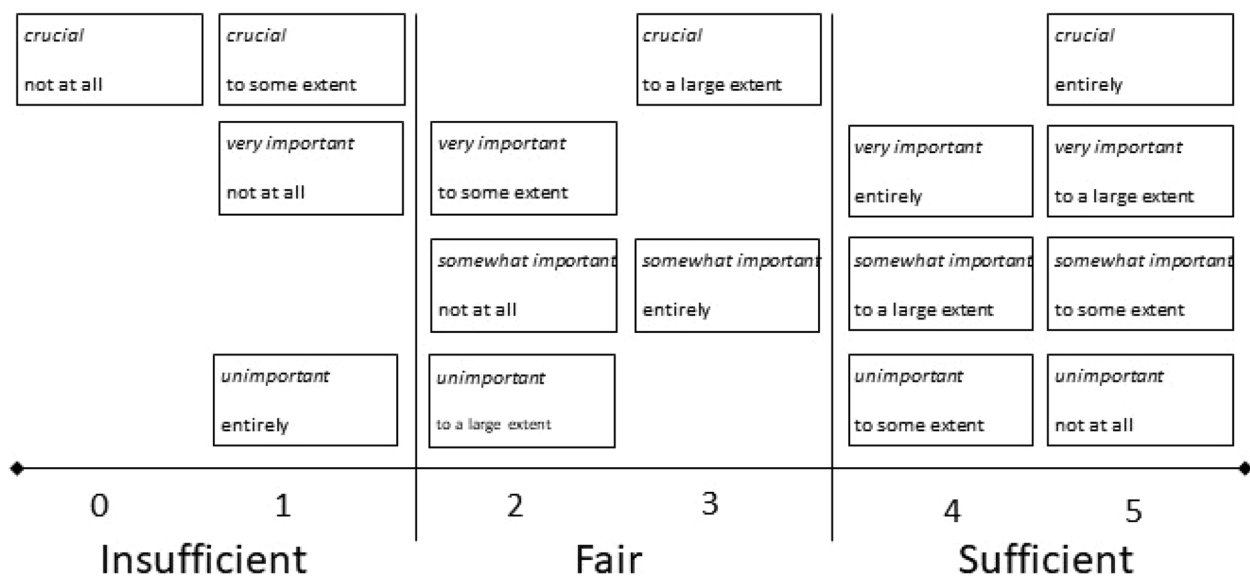 crucial
not at all
crucial
to some extent
crucial
to a large extent
crucial
entirely
very important
not at all
very important
to some extent
very important
entirely
very important
to a large extent
somewhat important
not at all
somewhat important
entirely
somewhat important
to a large extent
somewhat important
to some extent
unimportant
entirely
unimportant
to a large extent
unimportant
to some extent
unimportant
not at all
0 1 2 3 4 5
Insufficient Fair Sufficient